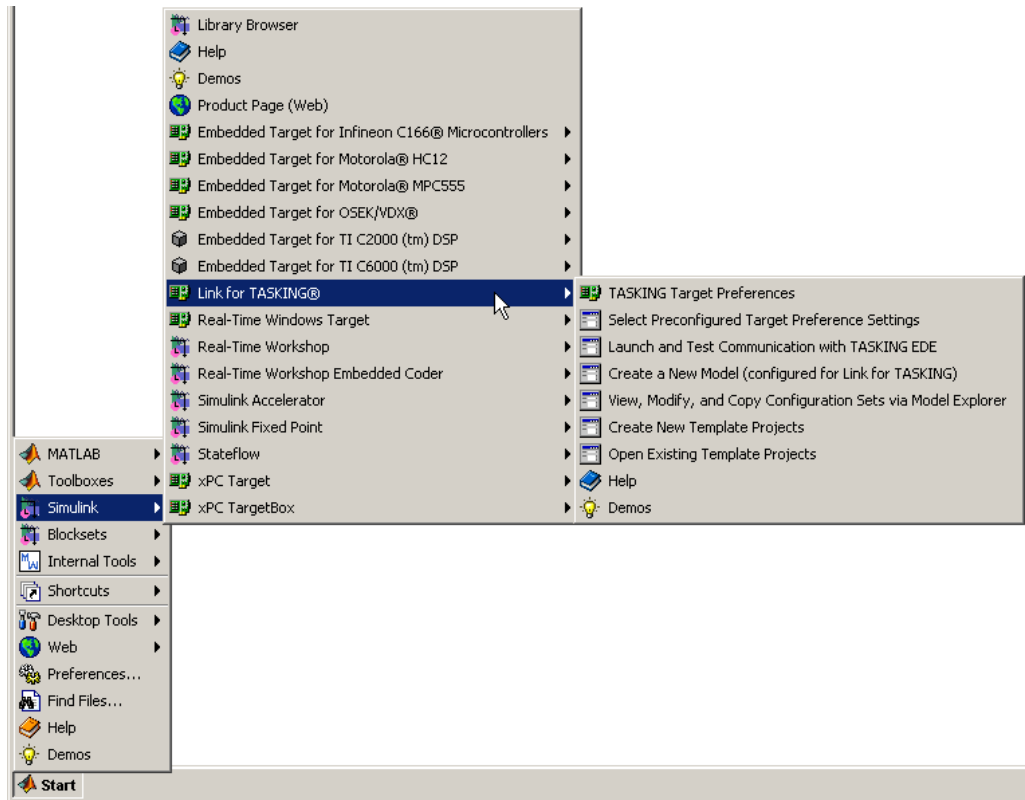 Library Browser
Help
Demos
Product Page (Web)
Embedded Target for Infineon C166® Microcontrollers
Embedded Target for Motorola® HC12
Embedded Target for Motorola® MPC555
Embedded Target for OSEK/VDX®
Embedded Target for TI C2000 (tm) DSP
Embedded Target for TI C6000 (tm) DSP
Link for TASKING®
Real-Time Windows Target
Real-Time Workshop
Real-Time Workshop Embedded Coder
Simulink Accelerator
Simulink Fixed Point
Stateflow
xPC Target
xPC TargetBox
TASKING Target Preferences
Select Preconfigured Target Preference Settings
Launch and Test Communication with TASKING EDE
Create a New Model (configured for Link for TASKING)
View, Modify, and Copy Configuration Sets via Model Explorer
Create New Template Projects
Open Existing Template Projects
Help
Demos
MATLAB
Toolboxes
Simulink
Blocksets
Internal Tools
Shortcuts
Desktop Tools
Web
Preferences...
Find Files...
Help
Demos
Start